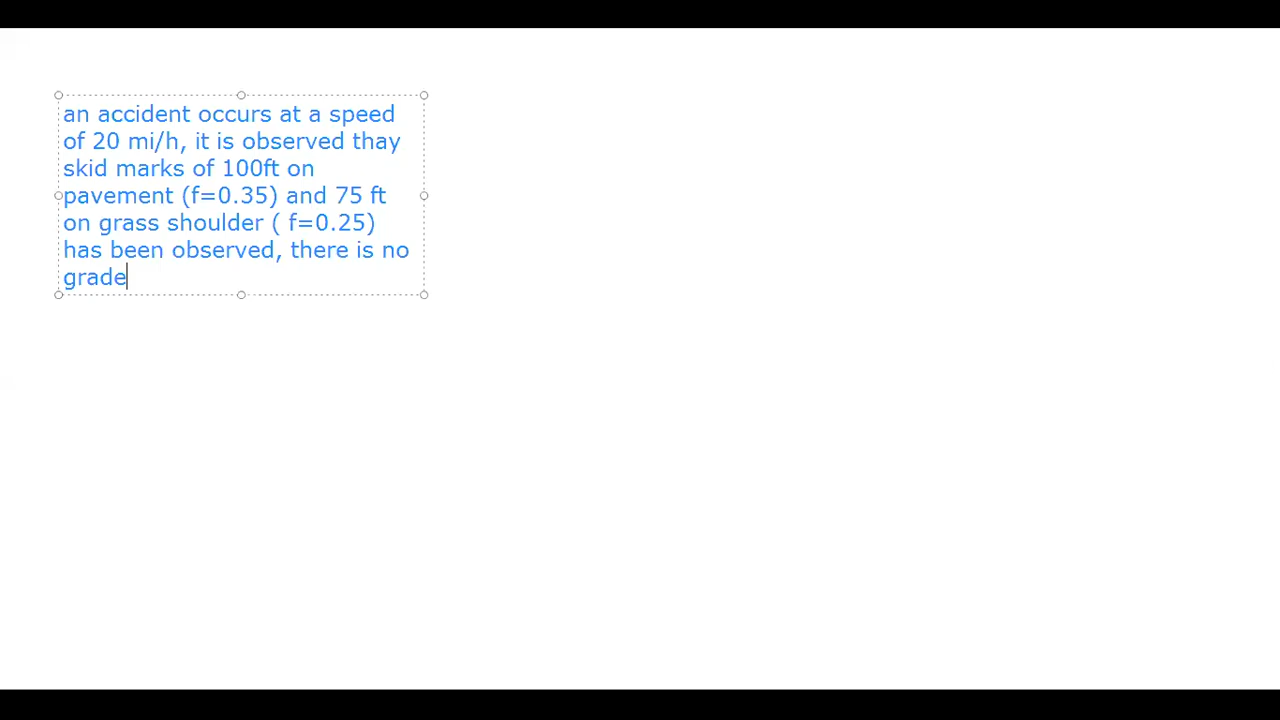 an accident occurs at a speed
of 20 mi/h, it is observed thay
skid marks of 100ft on
pavement (f=0.35) and 75 ft
on grass shoulder ( f=0.25)
has been observed, there is no
grade